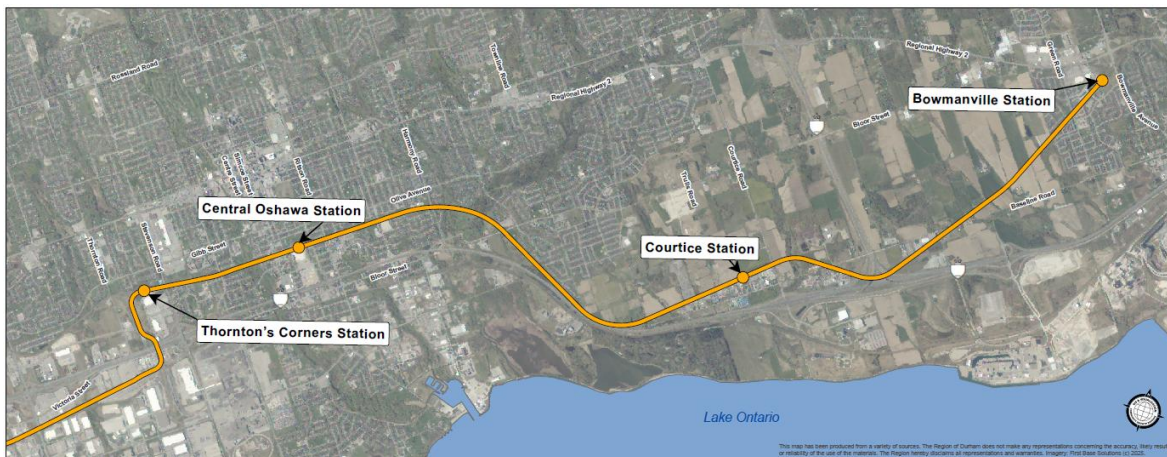 Rossland Road
Townline Road
Regional Highway 2
Regional Highway 2
Green Road
Bowmanville Station
Bowmanville Avenue
Bloor Street
Simcoe Street
Centre Street
Ritson Road
Harmony Road
Olive Avenue
Courtice Road
Trulls Road
Baseline Road
Central Oshawa Station
Thornton Road
Stevenson Road
Gibb Street
Bloor Street
Courtice Station
Thornton's Corners Station
Victoria Street
Lake Ontario
This map has been produced from a variety of sources. The Region of Durham does not make any representations concerning the accuracy, likely resul
or reliability of the use of the materials. The Region hereby disclaims all representations and warranties. Imagery: First Base Solutions (c) 2023.